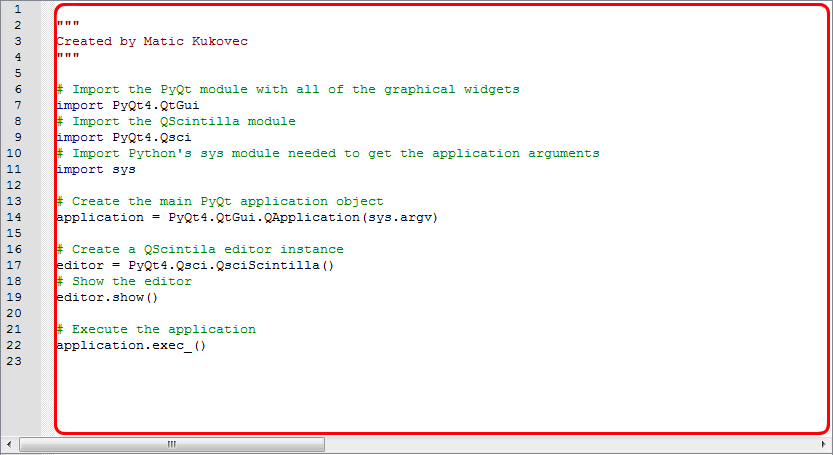 1
2 """
3 Created by Matic Kukovec
4 """
5
6 # Import the PyQt module with all of the graphical widgets
7 import PyQt4.QtGui
8 # Import the QScintilla module
9 import PyQt4.Qsci
10 # Import Python's sys module needed to get the application arguments
11 import sys
12
13 # Create the main PyQt application object
14 application = PyQt4.QtGui.QApplication(sys.argv)
15
16 # Create a QScintila editor instance
17 editor = PyQt4.Qsci.QsciScintilla()
18 # Show the editor
19 editor.show()
20
21 # Execute the application
22 application.exec_()
23